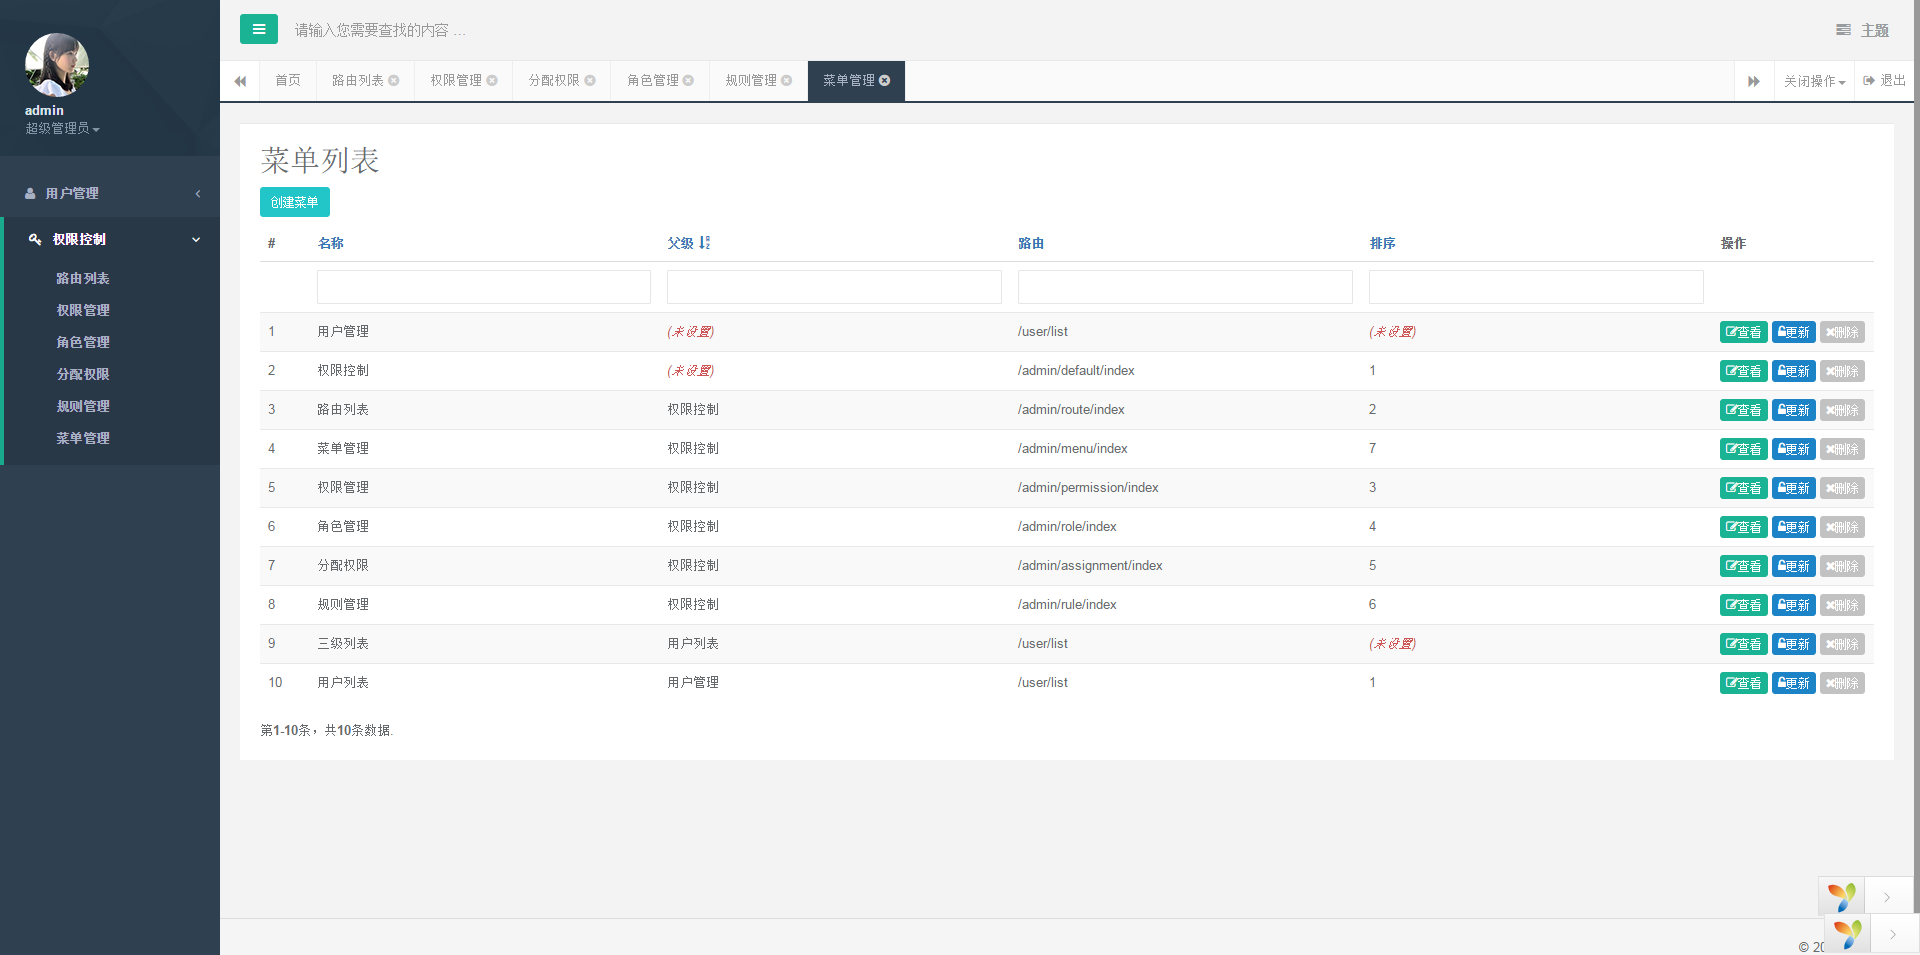 admin
超级管理员
用户管理
权限控制
路由列表
权限管理
角色管理
分配权限
规则管理
菜单管理
请输入您需要查找的内容 …
主题
首页 路由列表 权限管理 分配权限 角色管理 规则管理 菜单管理 关闭操作 退出
菜单列表
创建菜单
# 名称 父级 路由 排序 操作
1 用户管理 (未设置) /user/list (未设置) 查看 更新 删除
2 权限控制 (未设置) /admin/default/index 1 查看 更新 删除
3 路由列表 权限控制 /admin/route/index 2 查看 更新 删除
4 菜单管理 权限控制 /admin/menu/index 7 查看 更新 删除
5 权限管理 权限控制 /admin/permission/index 3 查看 更新 删除
6 角色管理 权限控制 /admin/role/index 4 查看 更新 删除
7 分配权限 权限控制 /admin/assignment/index 5 查看 更新 删除
8 规则管理 权限控制 /admin/rule/index 6 查看 更新 删除
9 三级列表 用户列表 /user/list (未设置) 查看 更新 删除
10 用户列表 用户管理 /user/list 1 查看 更新 删除
第1-10条，共10条数据.
© 20